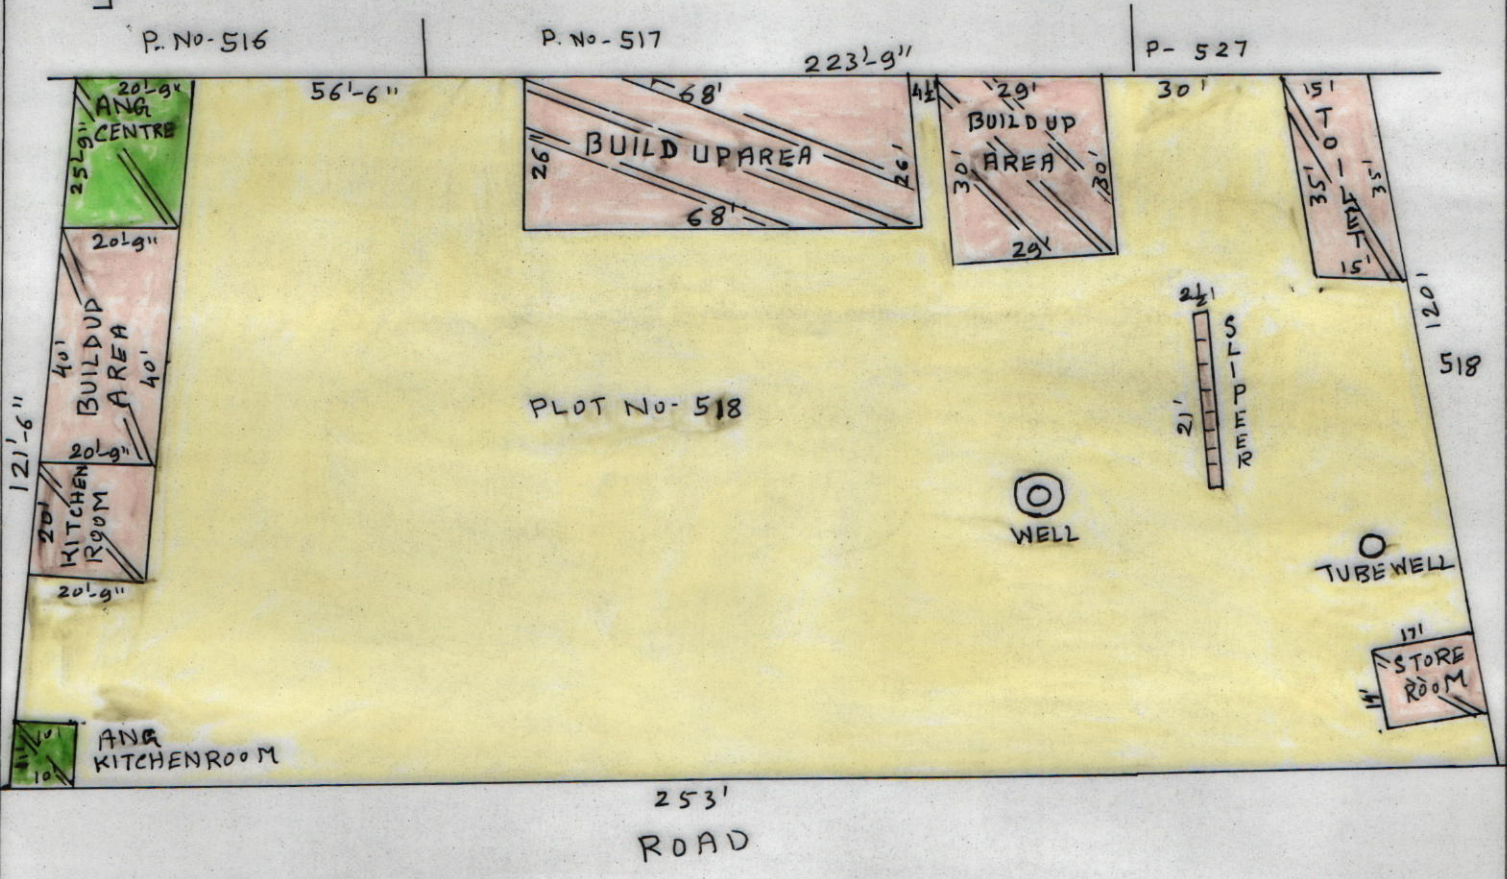 P. No-516
P. No-517
223'-9"
P- 527
20'-9"
ANG
CENTRE
25'-9"
56'-6"
68'
26"
BUILD UP AREA
26'
68'
4½'
29'
BUILD UP
AREA
30'
30'
29'
30'
15'
TOILET
35'
35'
15'
20'-9"
BUILDUP
AREA
40'
40'
121'-6"
20'-9"
KITCHEN
ROOM
20'
20'-9"
PLOT No- 518
2½'
SLIPEER
21'
120'
518
WELL
TUBEWELL
17'
STORE
ROOM
14'
10'
10'
ANG
KITCHENROOM
253'
ROAD